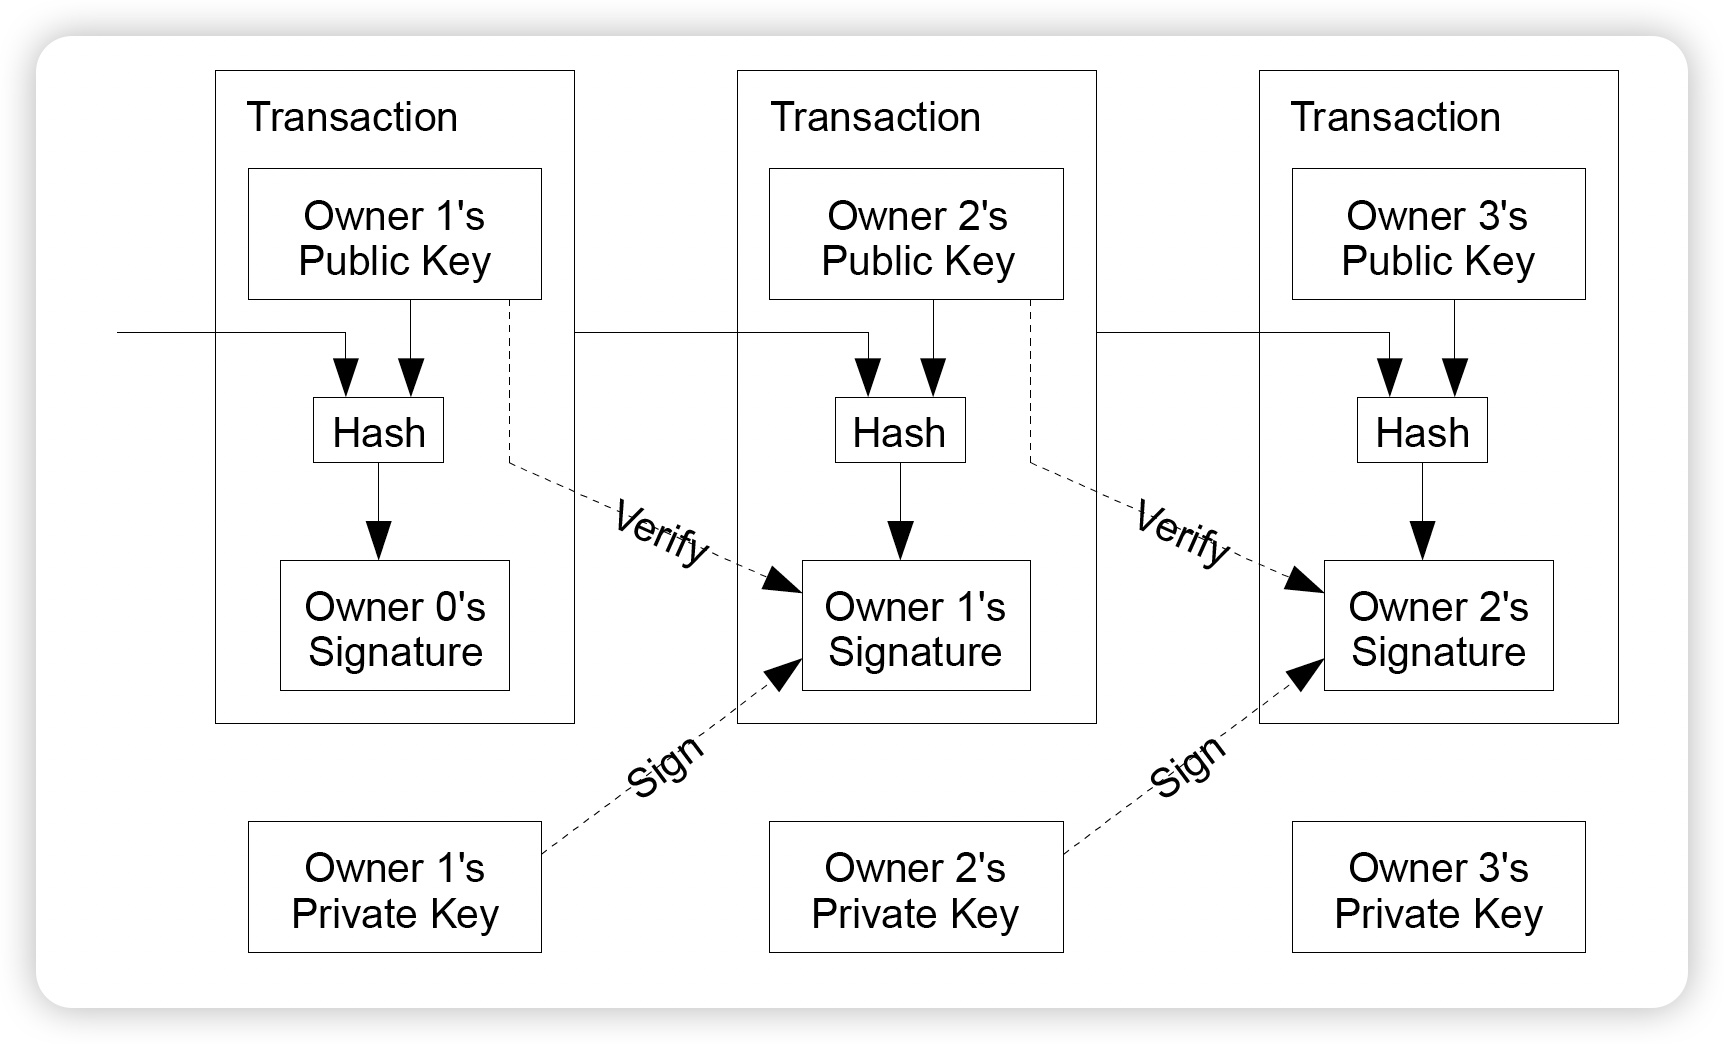 Transaction
Owner 1's
Public Key
Hash
Owner 0's
Signature
Transaction
Owner 2's
Public Key
Hash
Verify
Owner 1's
Signature
Sign
Transaction
Owner 3's
Public Key
Hash
Verify
Owner 2's
Signature
Sign
Owner 1's
Private Key
Owner 2's
Private Key
Owner 3's
Private Key